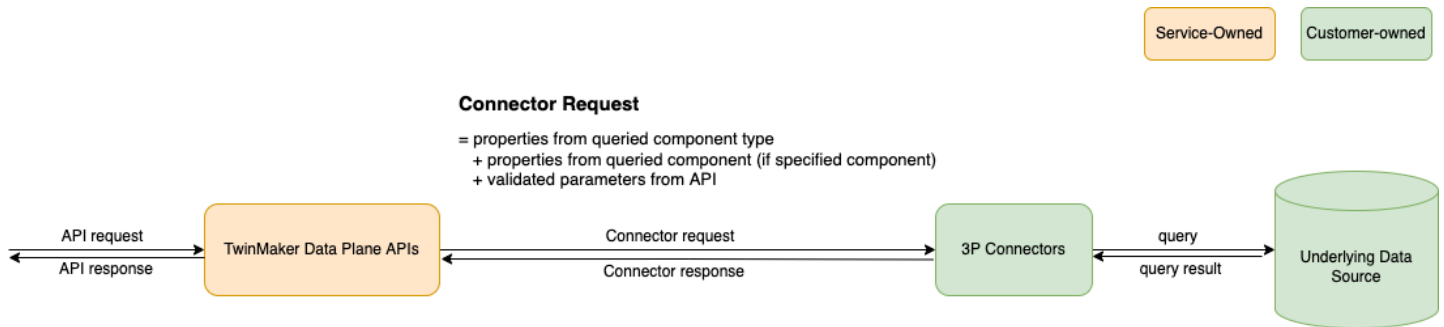 Service-Owned
Customer-owned
Connector Request
= properties from queried component type
+ properties from queried component (if specified component)
+ validated parameters from API
API request
API response
TwinMaker Data Plane APIs
Connector request
Connector response
3P Connectors
query
query result
Underlying Data
Source